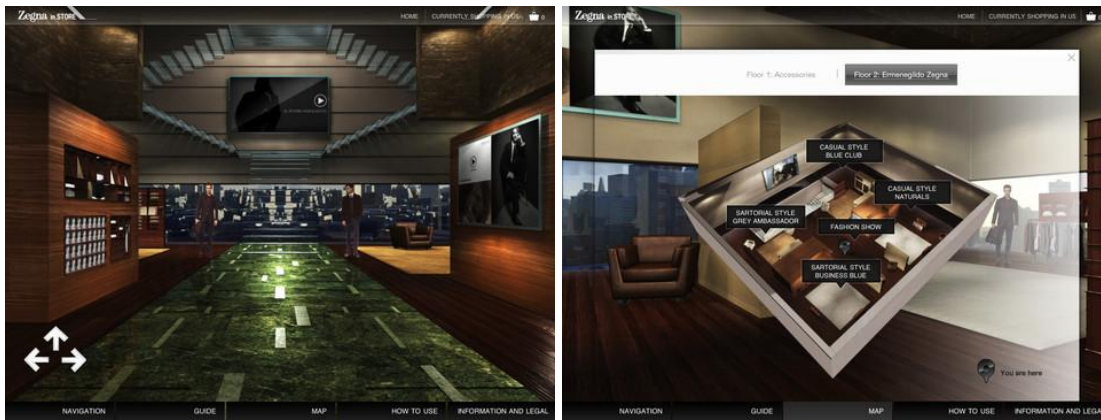 Zegna in STORE
HOME
CURRENTLY SHOPPING IN US
0
NAVIGATION
GUIDE
MAP
HOW TO USE
INFORMATION AND LEGAL
Zegna in STORE
HOME
CURRENTLY SHOPPING IN US
Floor 1: Accessories
Floor 2: Ermenegildo Zegna
CASUAL STYLE
BLUE CLUB
CASUAL STYLE
NATURALS
SARTORIAL STYLE
GREY AMBASSADOR
FASHION SHOW
SARTORIAL STYLE
BUSINESS BLUE
You are here
NAVIGATION
GUIDE
MAP
HOW TO USE
INFORMATION AND LEGAL